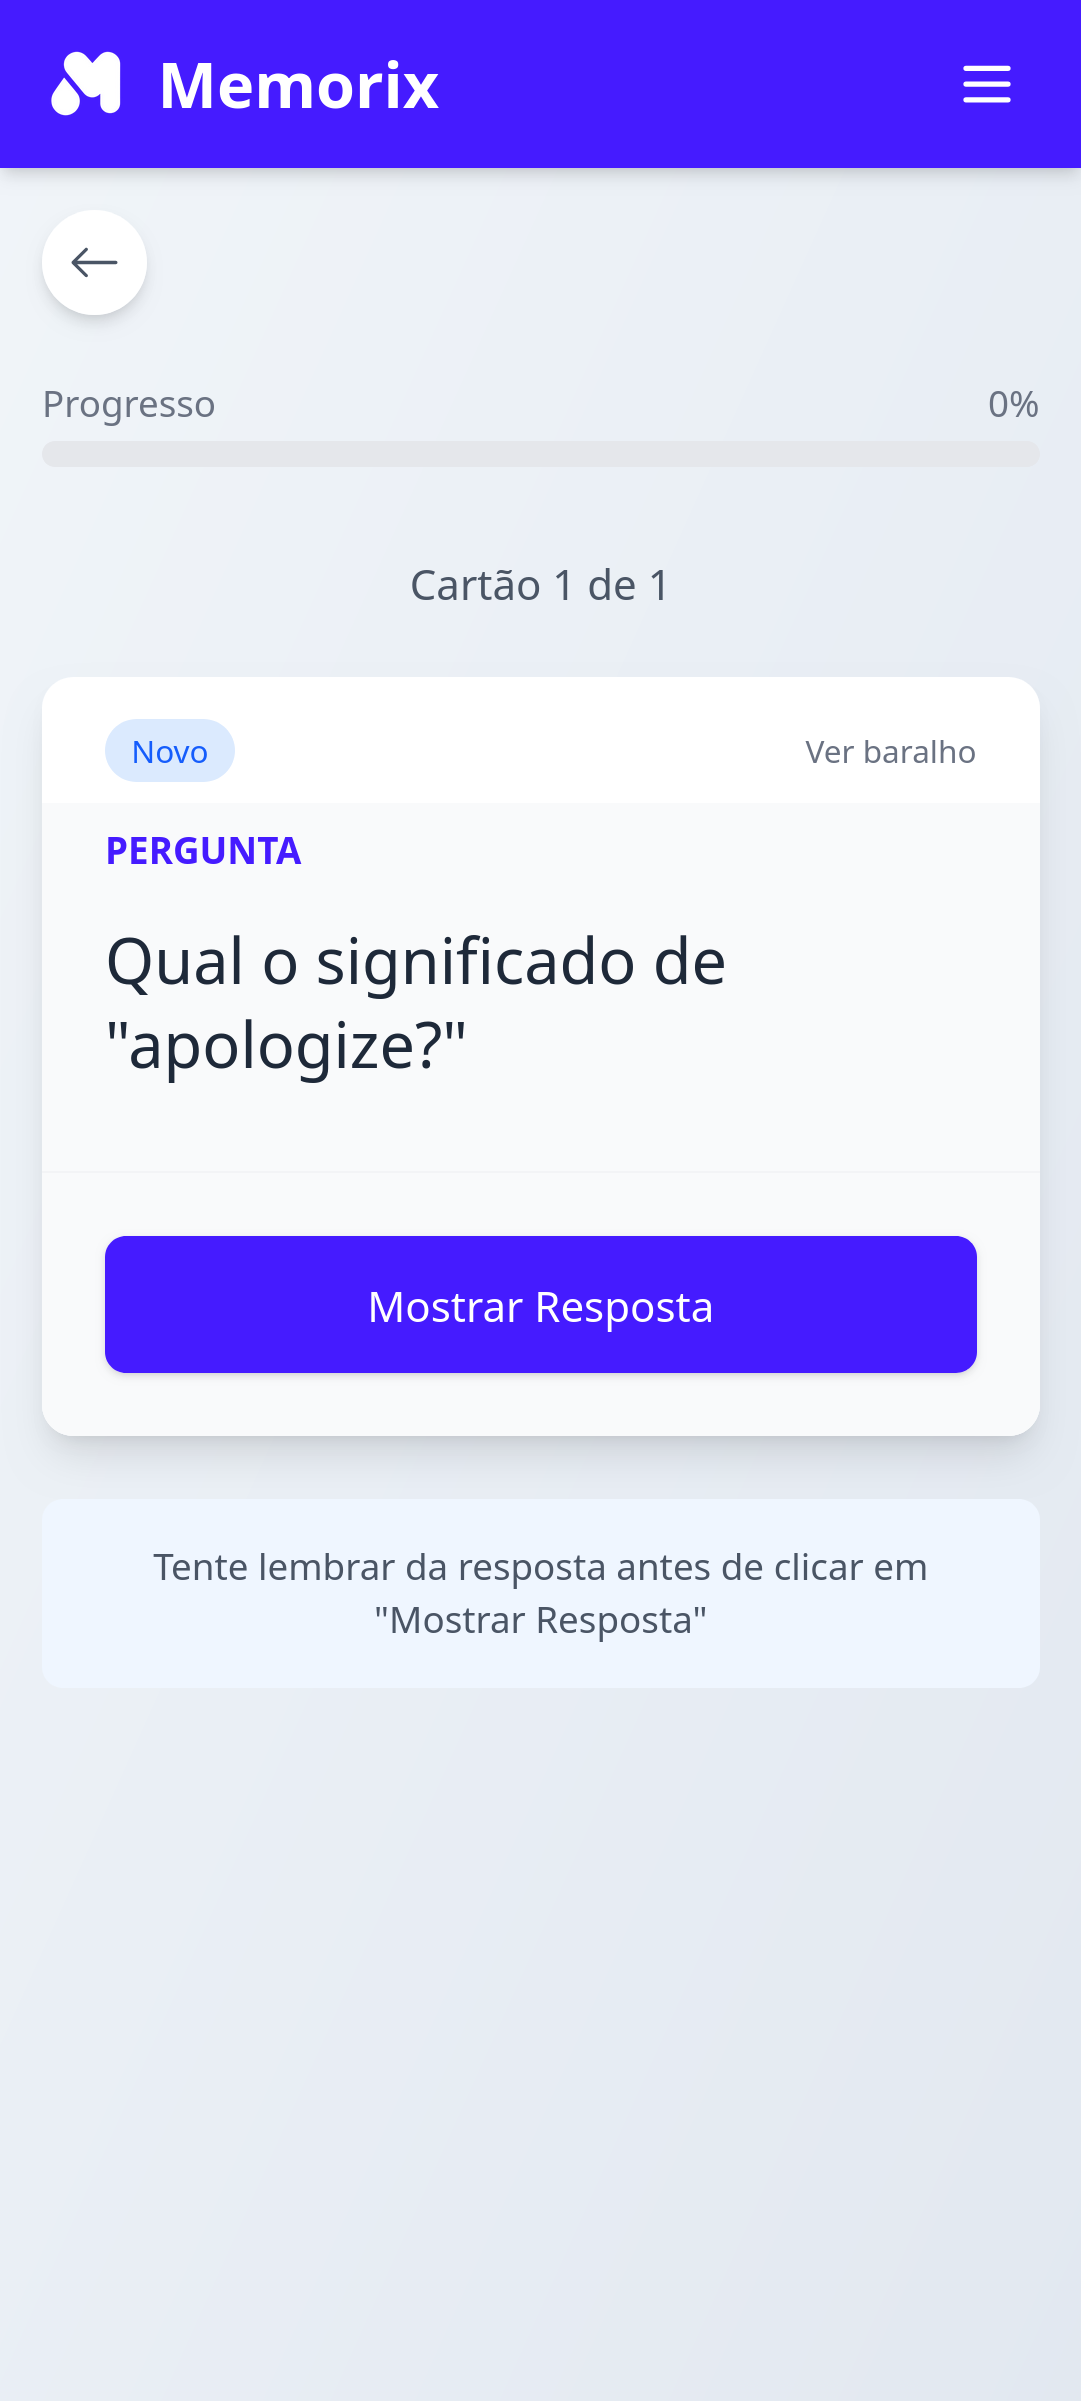 Memorix
Progresso 0%
Cartão 1 de 1
Novo Ver baralho
PERGUNTA
Qual o significado de
"apologize?"
Mostrar Resposta
Tente lembrar da resposta antes de clicar em
"Mostrar Resposta"